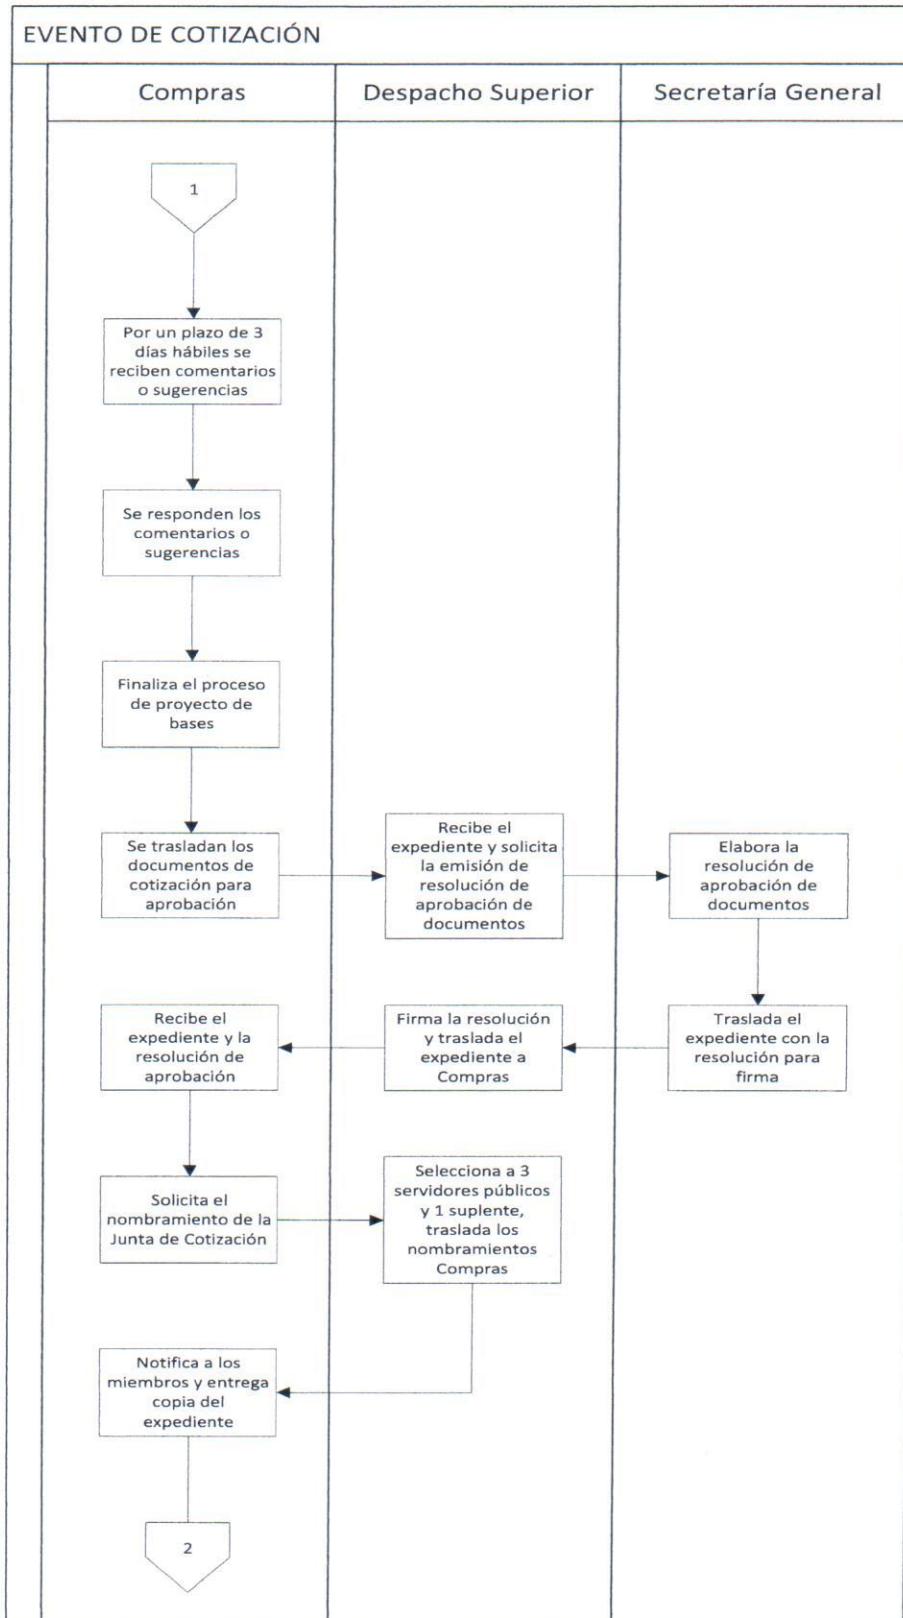 EVENTO DE COTIZACIÓN
Compras
Despacho Superior
Secretaría General
1
Por un plazo de 3
días hábiles se
reciben comentarios
o sugerencias
Se responden los
comentarios o
sugerencias
Finaliza el proceso
de proyecto de
bases
Se trasladan los
documentos de
cotización para
aprobación
Recibe el
expediente y solicita
la emisión de
resolución de
aprobación de
documentos
Elabora la
resolución de
aprobación de
documentos
Traslada el
expediente con la
resolución para
firma
Firma la resolución
y traslada el
expediente a
Compras
Recibe el
expediente y la
resolución de
aprobación
Solicita el
nombramiento de la
Junta de Cotización
Selecciona a 3
servidores públicos
y 1 suplente,
traslada los
nombramientos
Compras
Notifica a los
miembros y entrega
copia del
expediente
2